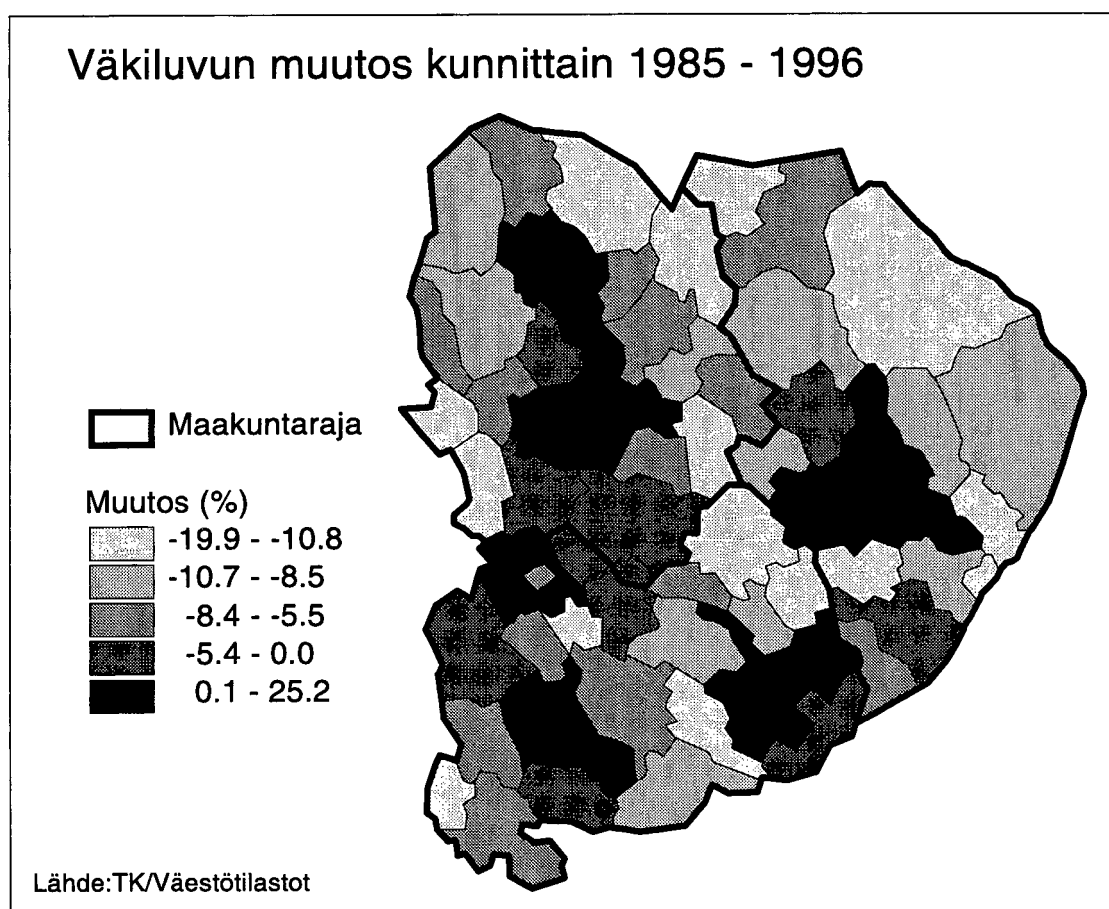 Väkiluvun muutos kunnittain 1985 - 1996
Maakuntaraja
Muutos (%)
-19.9 - -10.8
-10.7 - -8.5
-8.4 - -5.5
-5.4 - 0.0
0.1 - 25.2
Lähde:TK/Väestötilastot